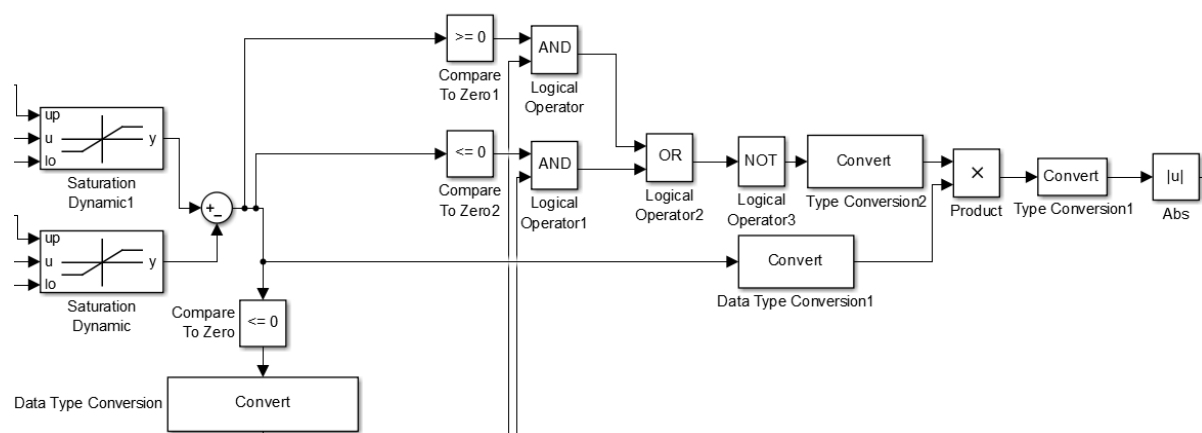 >= 0
Compare
To Zero1
AND
Logical
Operator
up
u
lo
y
Saturation
Dynamic1
<= 0
Compare
To Zero2
AND
Logical
Operator1
OR
Logical
Operator2
NOT
Logical
Operator3
Convert
Type Conversion2
×
Product
Convert
Type Conversion1
|u|
Abs
+
−
up
u
lo
y
Saturation
Dynamic
Convert
Data Type Conversion1
Compare
To Zero
<= 0
Data Type Conversion
Convert